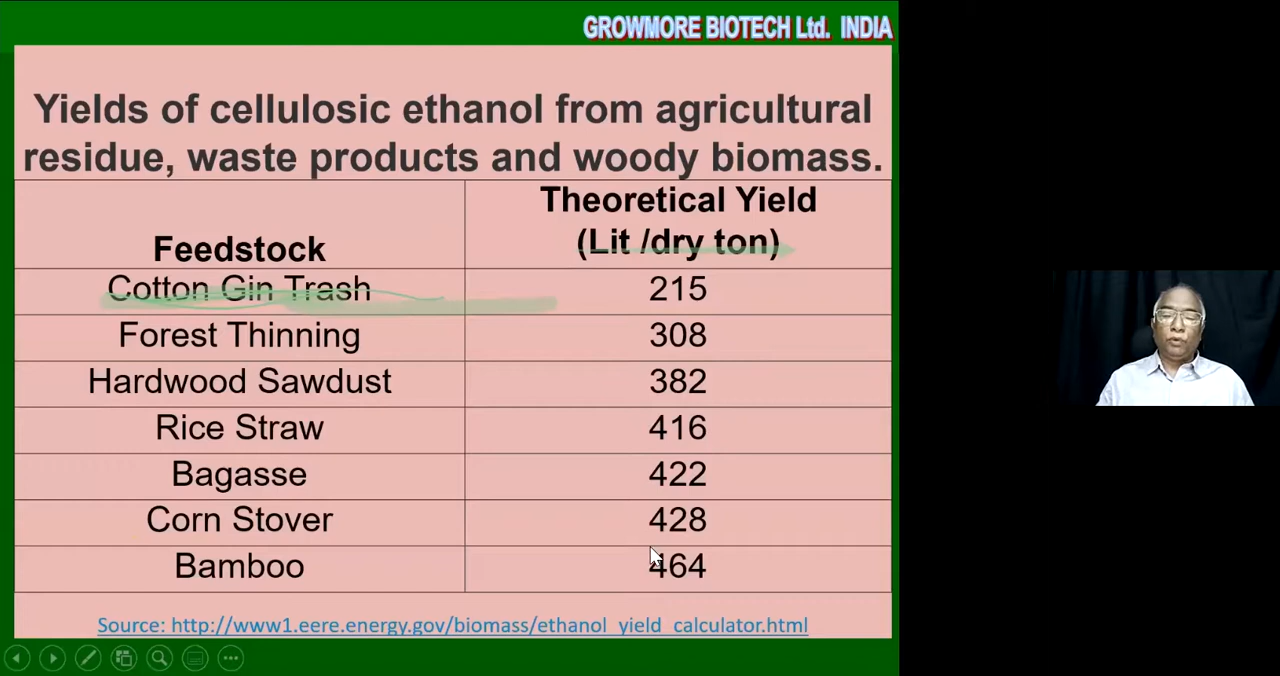 GROWMORE BIOTECH Ltd. INDIA
Yields of cellulosic ethanol from agricultural
residue, waste products and woody biomass.
Feedstock
Theoretical Yield
(Lit /dry ton)
Cotton Gin Trash 215
Forest Thinning 308
Hardwood Sawdust 382
Rice Straw 416
Bagasse 422
Corn Stover 428
Bamboo 464
Source: http://www1.eere.energy.gov/biomass/ethanol_yield_calculator.html